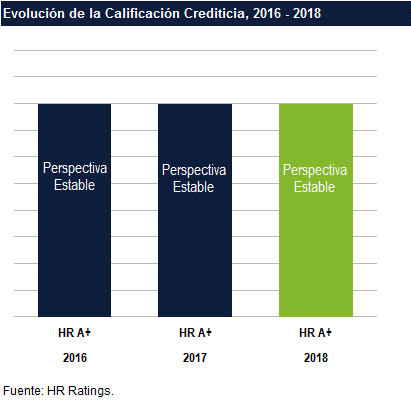 Evolución de la Calificación Crediticia, 2016 - 2018
Perspectiva
Estable
Perspectiva
Estable
Perspectiva
Estable
HR A+ HR A+ HR A+
2016 2017 2018
Fuente: HR Ratings.